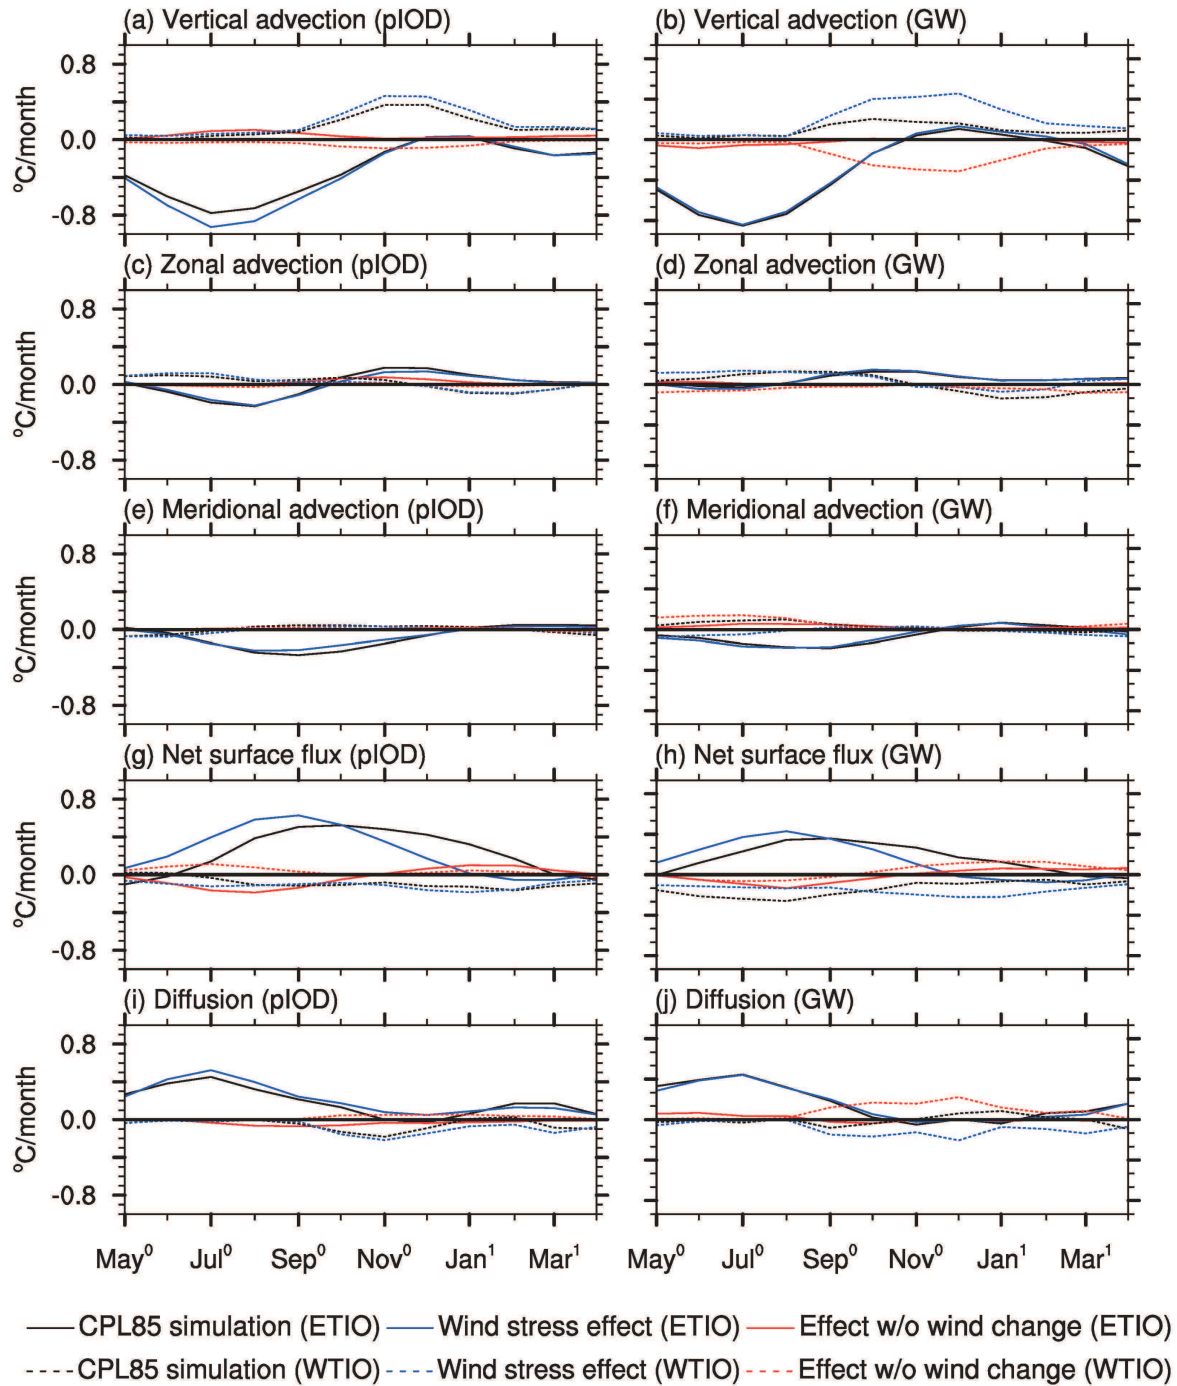 (a) Vertical advection (pIOD) (b) Vertical advection (GW)
0.8
0.0
-0.8
ºC/month
(c) Zonal advection (pIOD) (d) Zonal advection (GW)
0.8
0.0
-0.8
ºC/month
(e) Meridional advection (pIOD) (f) Meridional advection (GW)
0.8
0.0
-0.8
ºC/month
(g) Net surface flux (pIOD) (h) Net surface flux (GW)
0.8
0.0
-0.8
ºC/month
(i) Diffusion (pIOD) (j) Diffusion (GW)
0.8
0.0
-0.8
ºC/month
May⁰ Jul⁰ Sep⁰ Nov⁰ Jan¹ Mar¹ May⁰ Jul⁰ Sep⁰ Nov⁰ Jan¹ Mar¹
CPL85 simulation (ETIO) Wind stress effect (ETIO) Effect w/o wind change (ETIO)
CPL85 simulation (WTIO) Wind stress effect (WTIO) Effect w/o wind change (WTIO)